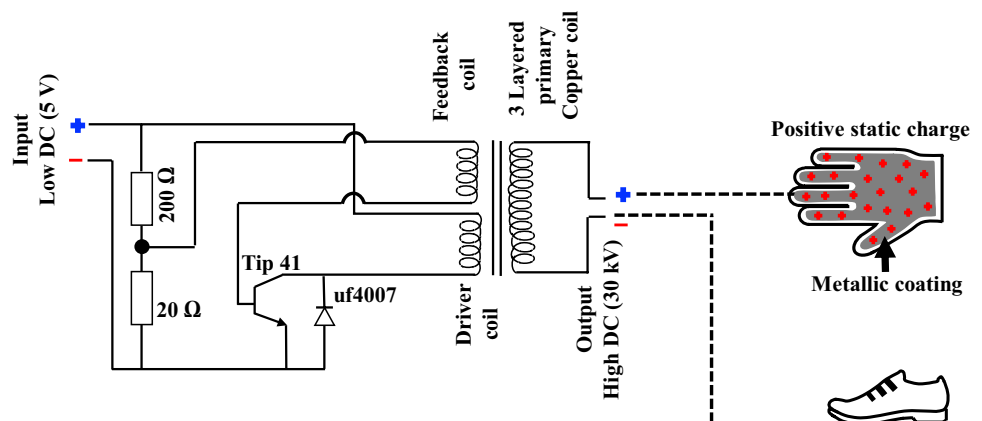 Input
Low DC (5 V)
+
−
200 Ω
20 Ω
Tip 41
uf4007
Feedback
coil
Driver
coil
3 Layered
primary
Copper coil
+
−
Output
High DC (30 kV)
Positive static charge
Metallic coating